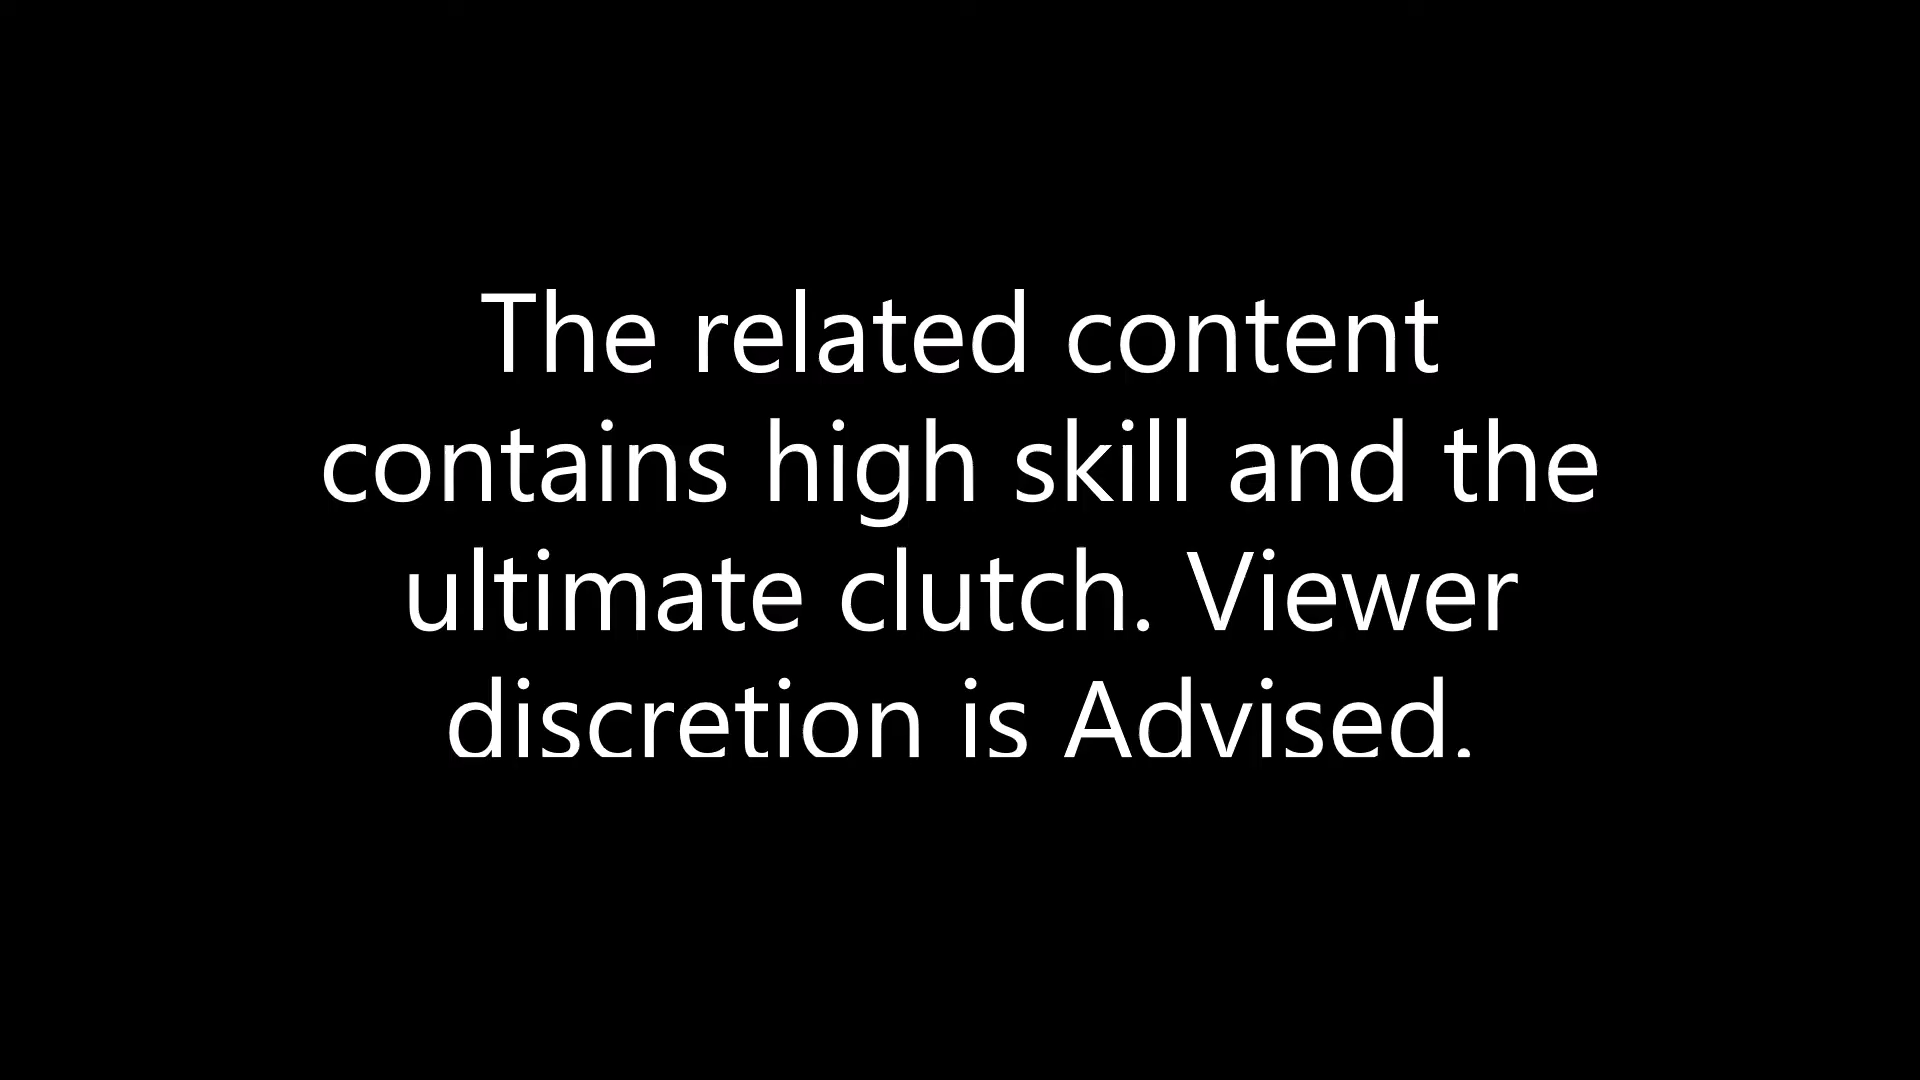 The related content
contains high skill and the
ultimate clutch. Viewer
discretion is Advised.